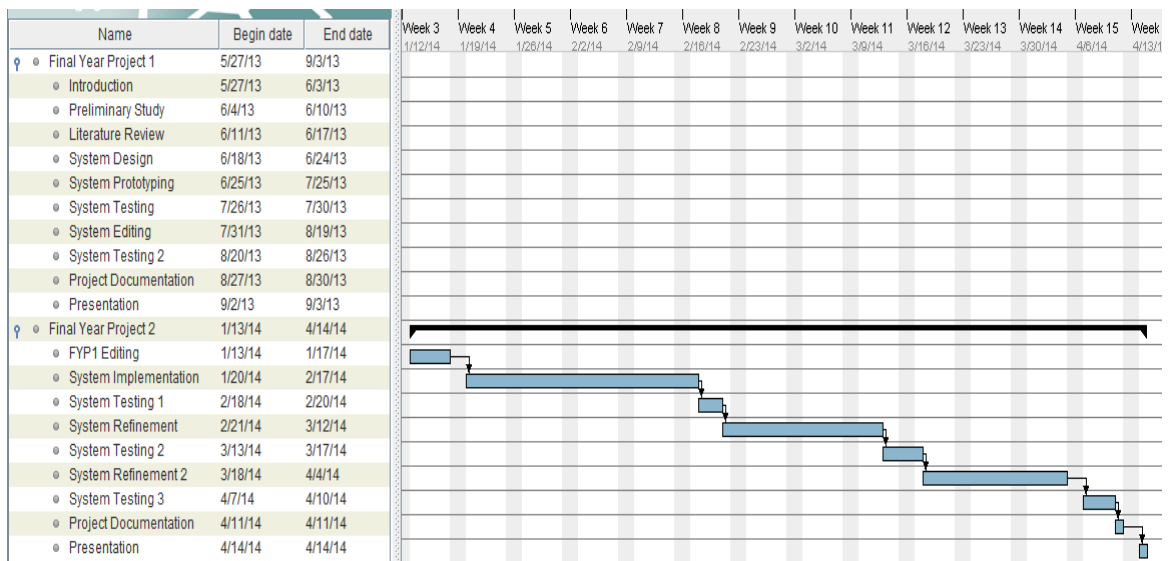 Name Begin date End date Week 3 Week 4 Week 5 Week 6 Week 7 Week 8 Week 9 Week 10 Week 11 Week 12 Week 13 Week 14 Week 15 Week
1/12/14 1/19/14 1/26/14 2/2/14 2/9/14 2/16/14 2/23/14 3/2/14 3/9/14 3/16/14 3/23/14 3/30/14 4/6/14 4/13/1
Final Year Project 1 5/27/13 9/3/13
Introduction 5/27/13 6/3/13
Preliminary Study 6/4/13 6/10/13
Literature Review 6/11/13 6/17/13
System Design 6/18/13 6/24/13
System Prototyping 6/25/13 7/25/13
System Testing 7/26/13 7/30/13
System Editing 7/31/13 8/19/13
System Testing 2 8/20/13 8/26/13
Project Documentation 8/27/13 8/30/13
Presentation 9/2/13 9/3/13
Final Year Project 2 1/13/14 4/14/14
FYP1 Editing 1/13/14 1/17/14
System Implementation 1/20/14 2/17/14
System Testing 1 2/18/14 2/20/14
System Refinement 2/21/14 3/12/14
System Testing 2 3/13/14 3/17/14
System Refinement 2 3/18/14 4/4/14
System Testing 3 4/7/14 4/10/14
Project Documentation 4/11/14 4/11/14
Presentation 4/14/14 4/14/14